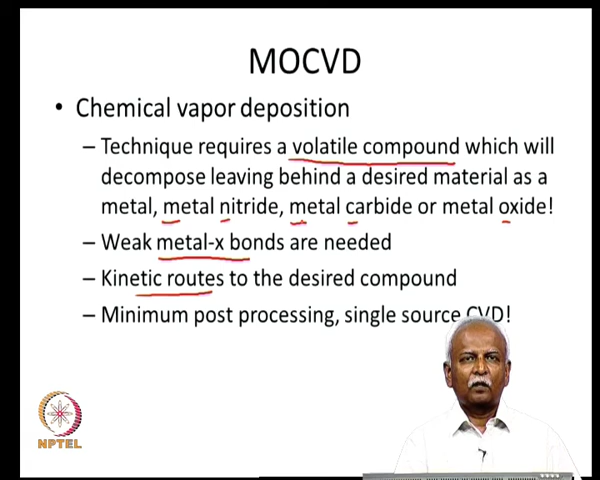 MOCVD
• Chemical vapor deposition
– Technique requires a volatile compound which will
decompose leaving behind a desired material as a
metal, metal nitride, metal carbide or metal oxide!
– Weak metal-x bonds are needed
– Kinetic routes to the desired compound
– Minimum post processing, single source CVD!
NPTEL